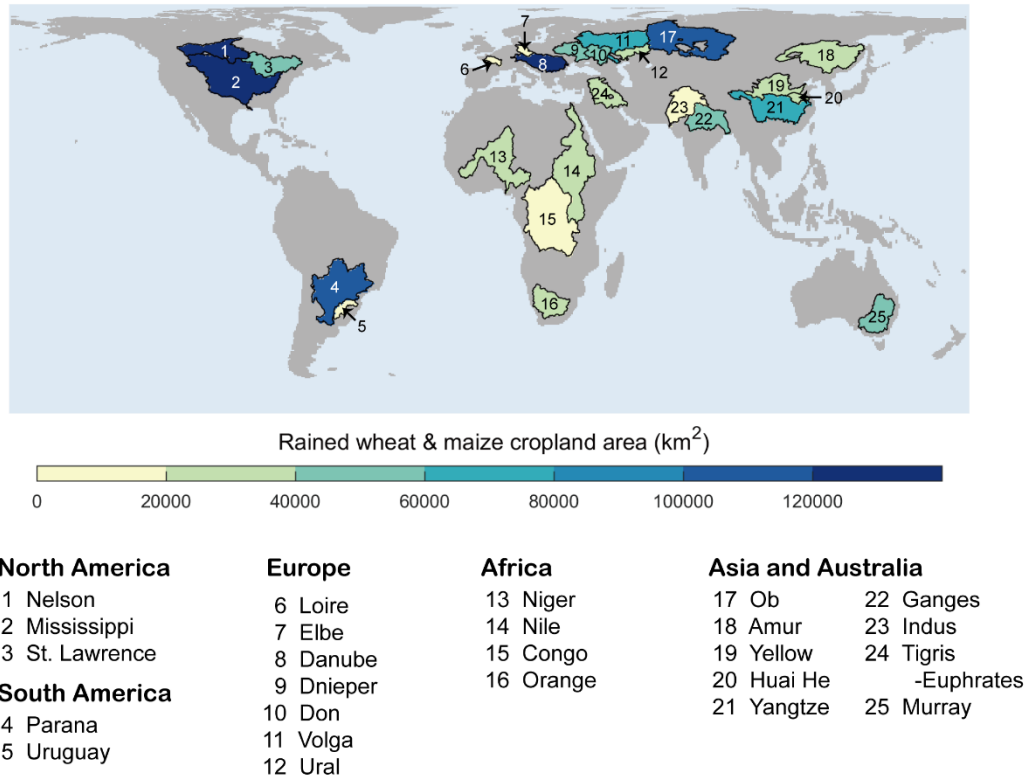 7
1
3
2
6
8
9
10
11
12
17
18
19
20
21
22
23
24
13
14
15
16
4
5
25
Rained wheat & maize cropland area (km²)
0 20000 40000 60000 80000 100000 120000
North America
1 Nelson
2 Mississippi
3 St. Lawrence
South America
4 Parana
5 Uruguay
Europe
6 Loire
7 Elbe
8 Danube
9 Dnieper
10 Don
11 Volga
12 Ural
Africa
13 Niger
14 Nile
15 Congo
16 Orange
Asia and Australia
17 Ob
18 Amur
19 Yellow
20 Huai He
21 Yangtze
22 Ganges
23 Indus
24 Tigris
-Euphrates
25 Murray